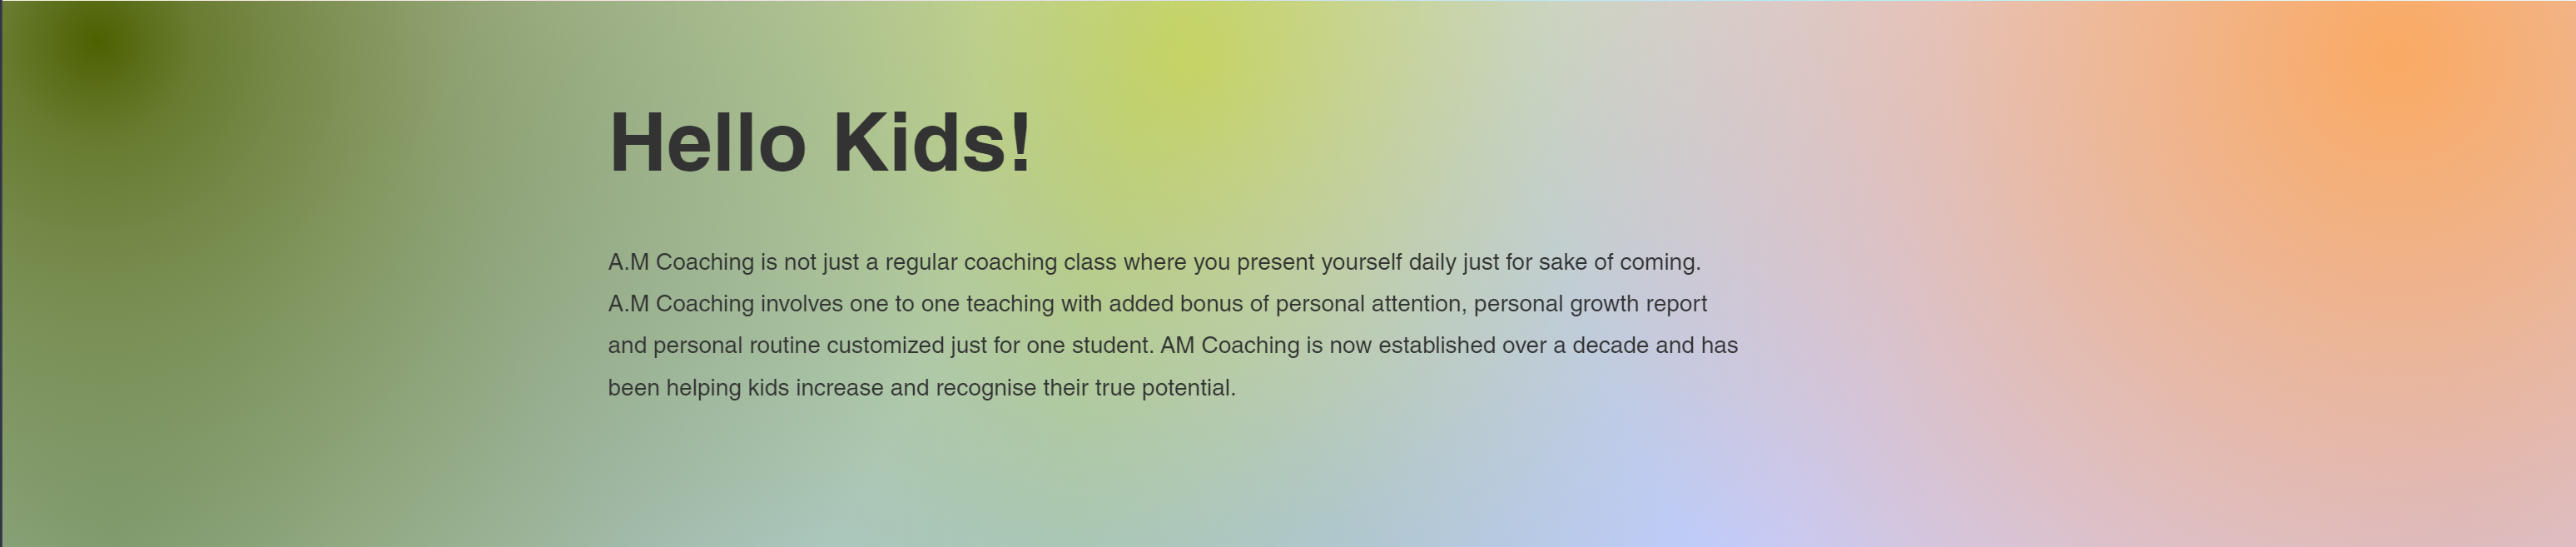 Hello Kids!
A.M Coaching is not just a regular coaching class where you present yourself daily just for sake of coming.
A.M Coaching involves one to one teaching with added bonus of personal attention, personal growth report
and personal routine customized just for one student. AM Coaching is now established over a decade and has
been helping kids increase and recognise their true potential.